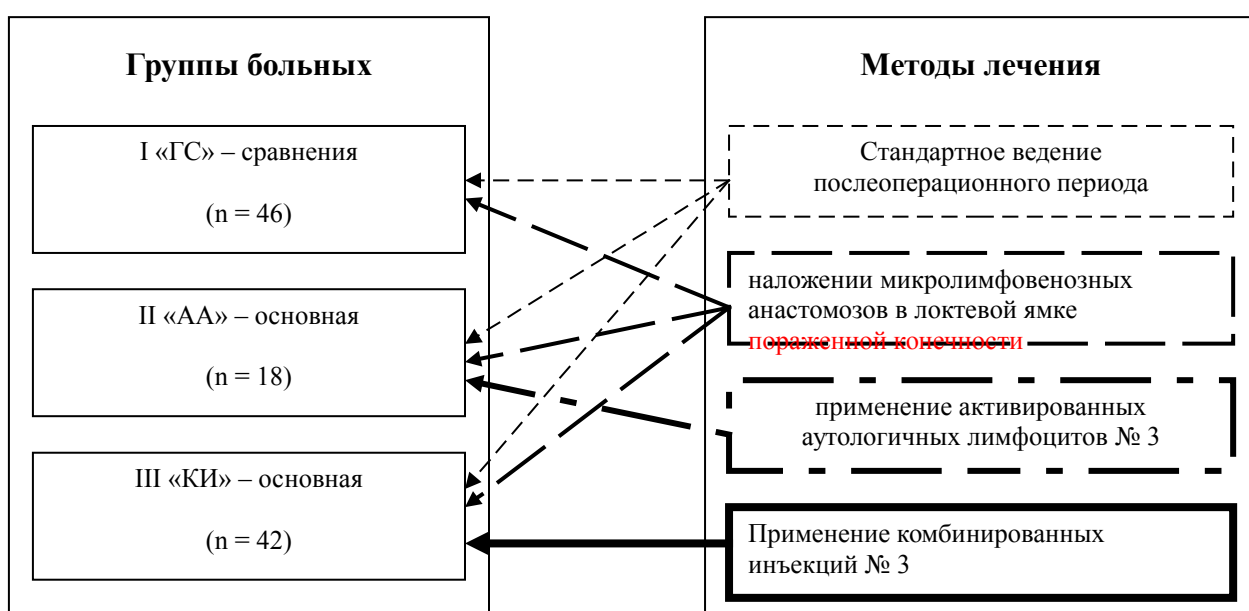 Группы больных
I «ГС» – сравнения
(n = 46)
II «АА» – основная
(n = 18)
III «КИ» – основная
(n = 42)
Методы лечения
Стандартное ведение
послеоперационного периода
наложении микролимфовенозных
анастомозов в локтевой ямке
пораженной конечности
применение активированных
аутологичных лимфоцитов № 3
Применение комбинированных
инъекций № 3